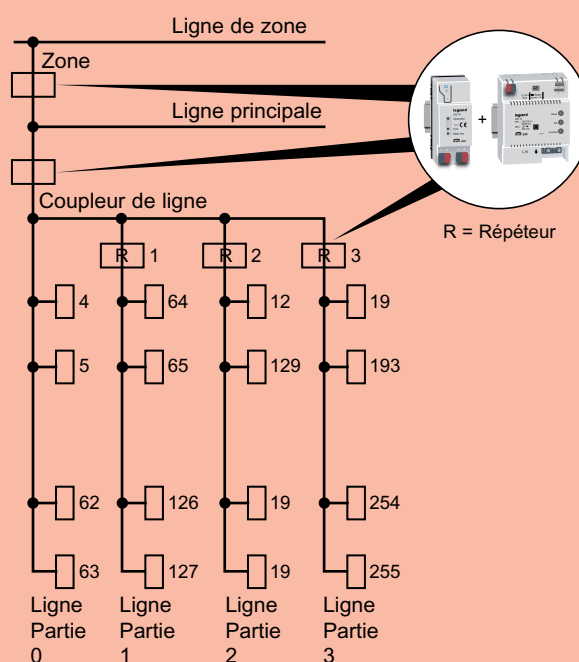 Ligne de zone
Zone
Ligne principale
legrand
+
legrand
Coupleur de ligne
R = Répéteur
R 1
R 2
R 3
4
64
12
19
5
65
129
193
62
126
19
254
63
127
19
255
Ligne Partie 0
Ligne Partie 1
Ligne Partie 2
Ligne Partie 3